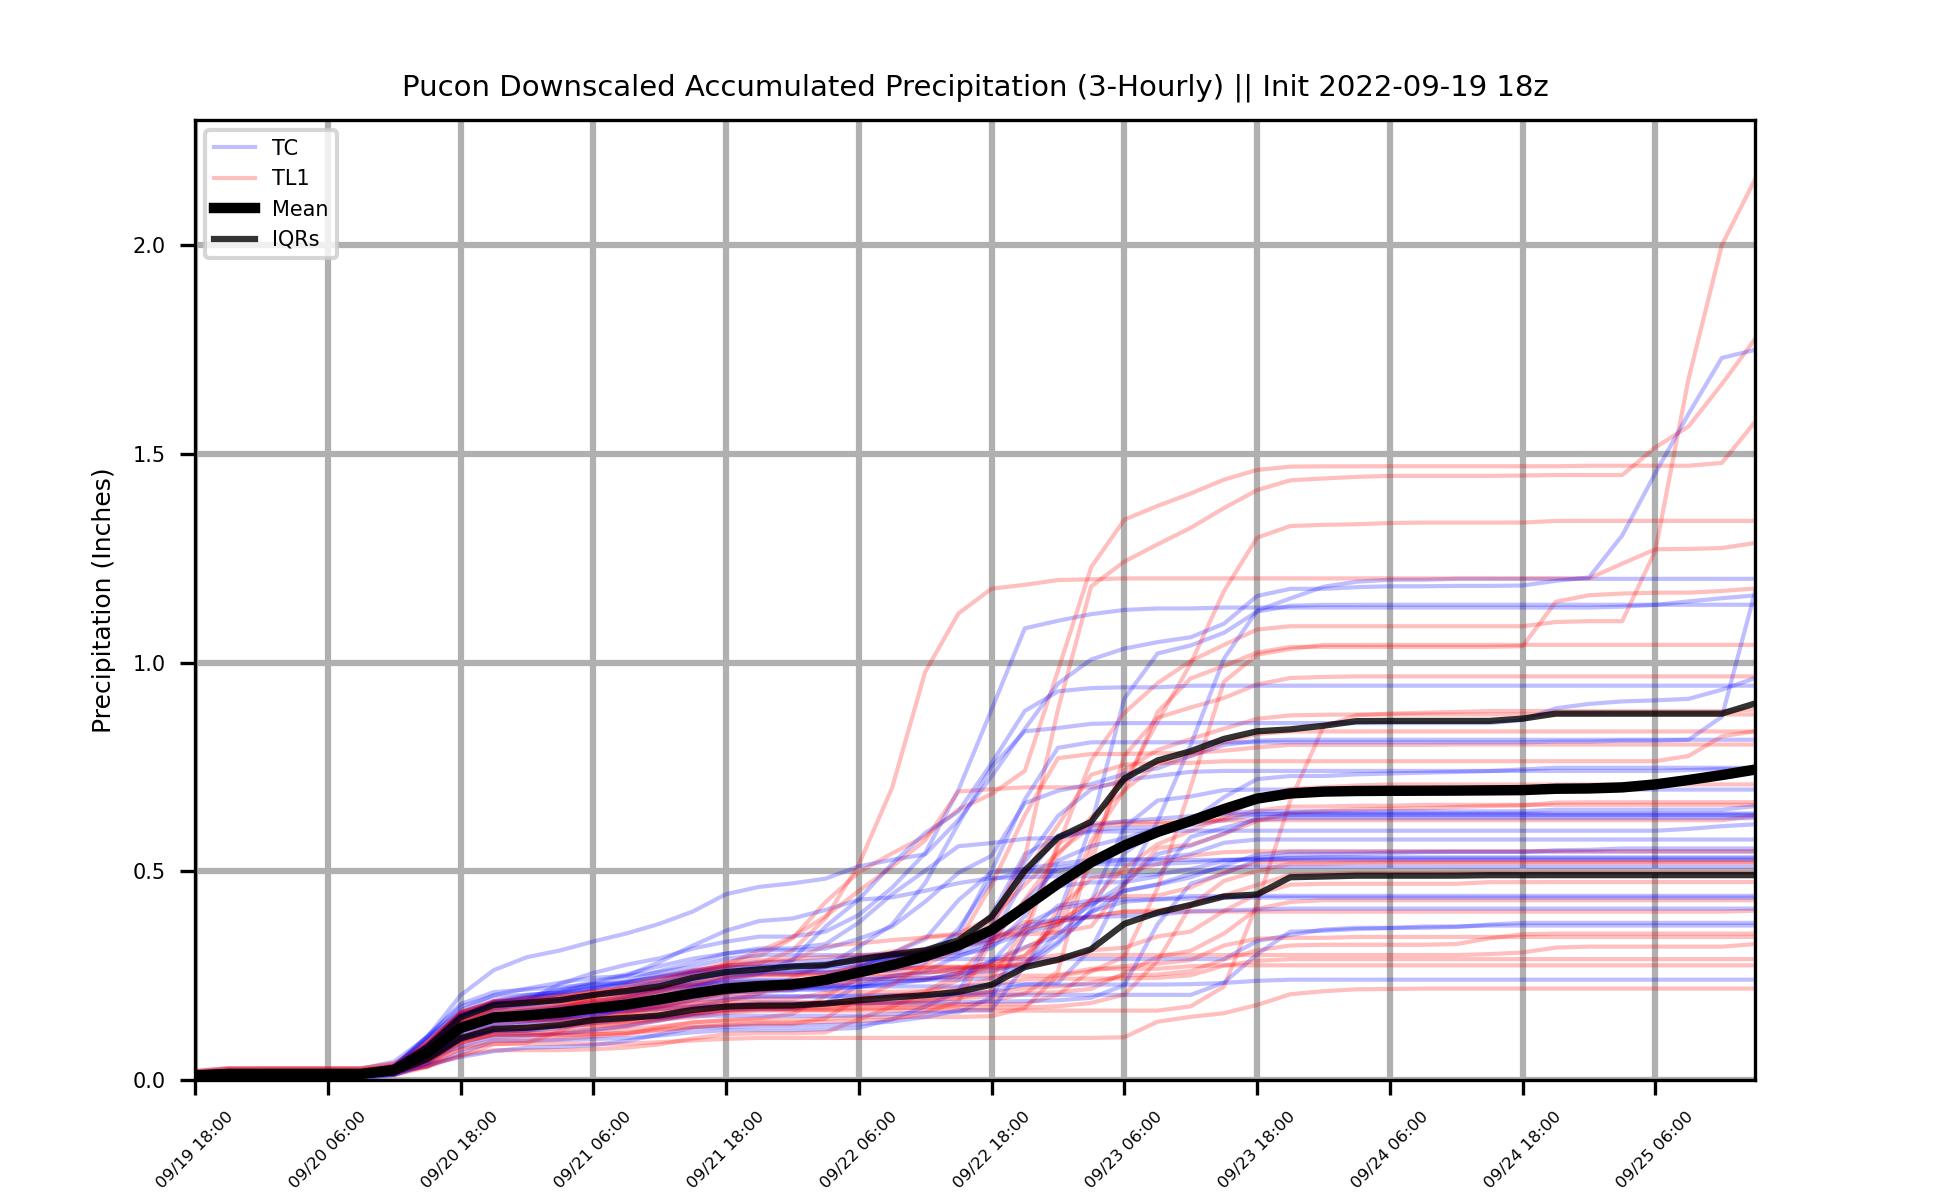 Pucon Downscaled Accumulated Precipitation (3-Hourly) || Init 2022-09-19 18z
TC
TL1
Mean
IQRs
Precipitation (Inches)
2.0
1.5
1.0
0.5
0.0
09/19 18:00
09/20 06:00
09/20 18:00
09/21 06:00
09/21 18:00
09/22 06:00
09/22 18:00
09/23 06:00
09/23 18:00
09/24 06:00
09/24 18:00
09/25 06:00